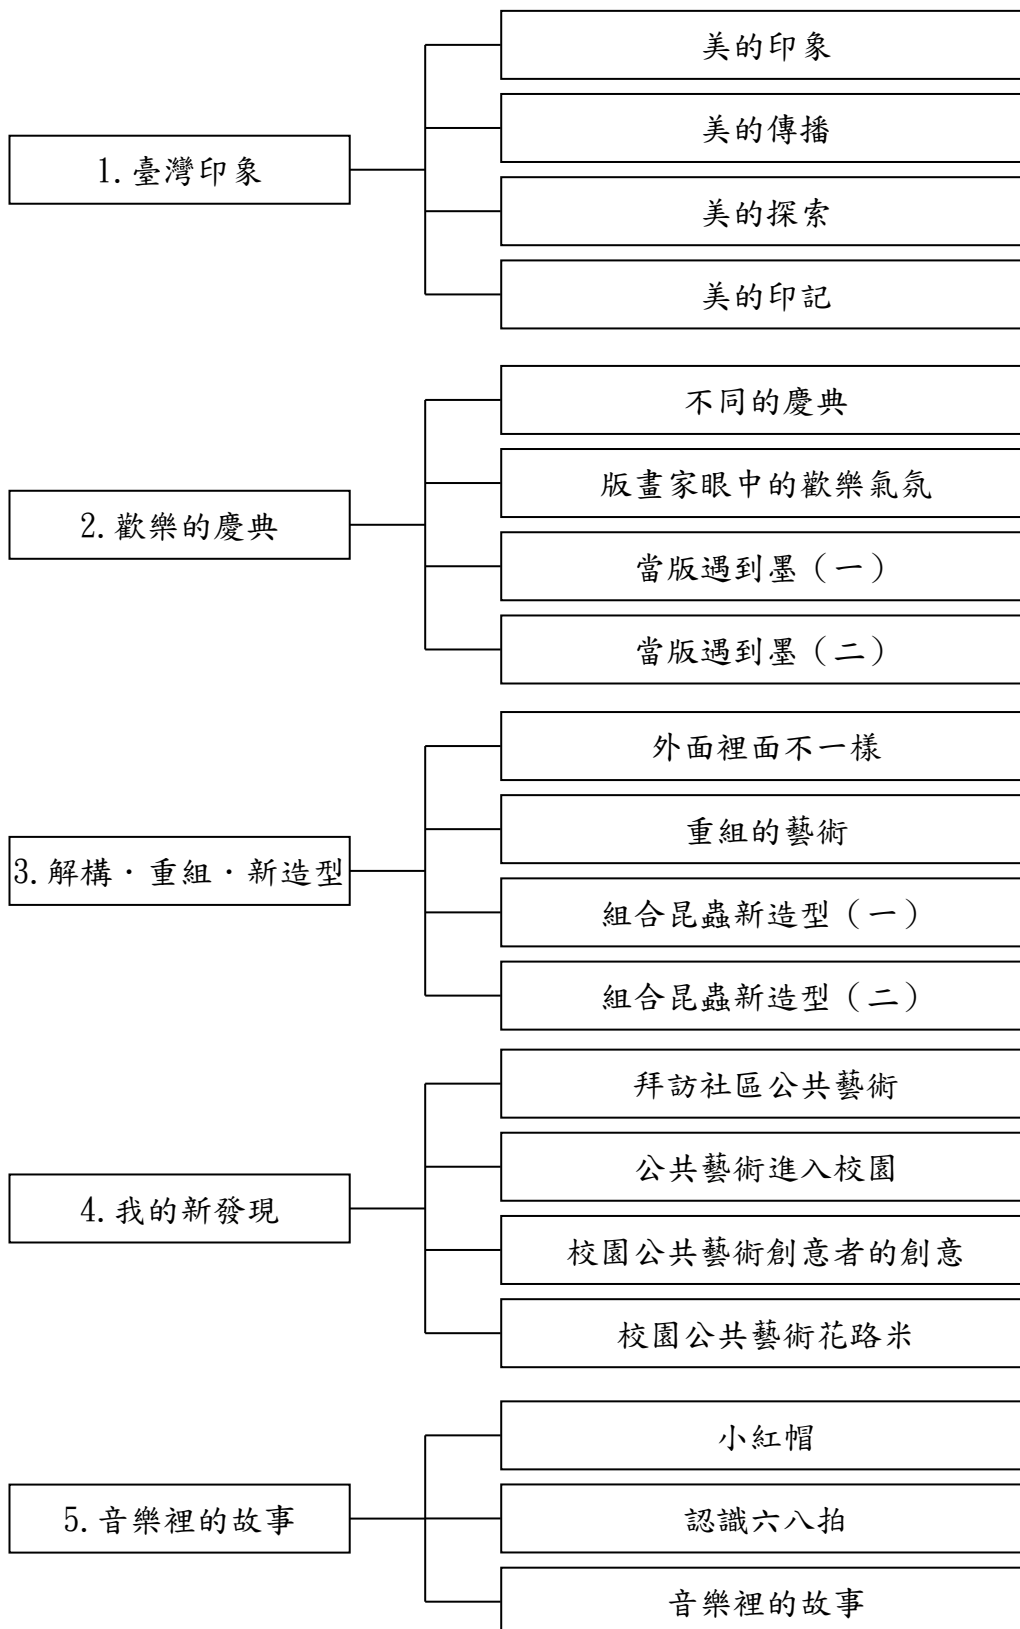 1.臺灣印象
美的印象
美的傳播
美的探索
美的印記
2.歡樂的慶典
不同的慶典
版畫家眼中的歡樂氣氛
當版遇到墨（一）
當版遇到墨（二）
3.解構・重組・新造型
外面裡面不一樣
重組的藝術
組合昆蟲新造型（一）
組合昆蟲新造型（二）
4.我的新發現
拜訪社區公共藝術
公共藝術進入校園
校園公共藝術創意者的創意
校園公共藝術花路米
5.音樂裡的故事
小紅帽
認識六八拍
音樂裡的故事